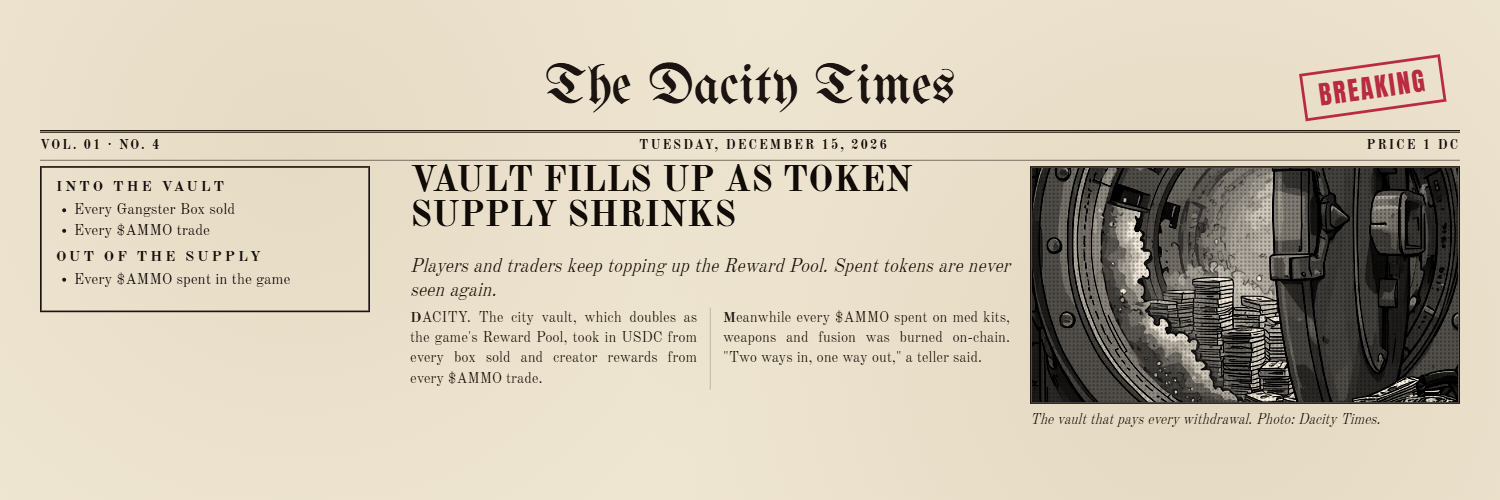 The Dacity Times
BREAKING
VOL. 01 · NO. 4
TUESDAY, DECEMBER 15, 2026
PRICE 1 DC
INTO THE VAULT
• Every Gangster Box sold
• Every $AMMO trade
OUT OF THE SUPPLY
• Every $AMMO spent in the game
VAULT FILLS UP AS TOKEN
SUPPLY SHRINKS
Players and traders keep topping up the Reward Pool. Spent tokens are never
seen again.
DACITY. The city vault, which doubles as
the game's Reward Pool, took in USDC from
every box sold and creator rewards from
every $AMMO trade.
Meanwhile every $AMMO spent on med kits,
weapons and fusion was burned on-chain.
"Two ways in, one way out," a teller said.
The vault that pays every withdrawal. Photo: Dacity Times.